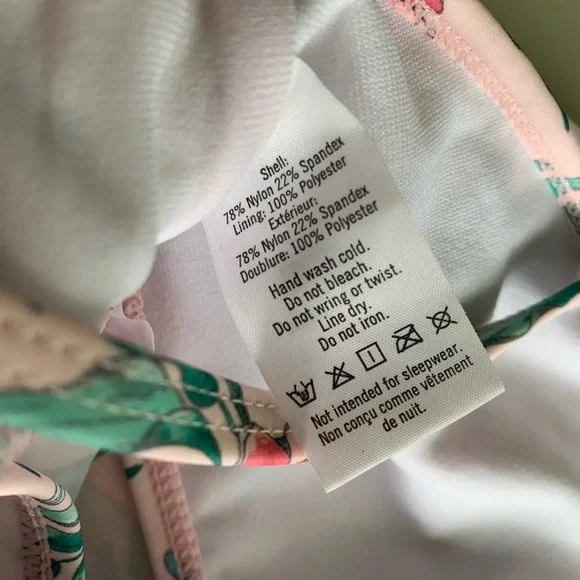 Shell:
78% Nylon 22% Spandex
Lining: 100% Polyester
Extérieur:
78% Nylon 22% Spandex
Doublure: 100% Polyester
Hand wash cold.
Do not bleach.
Do not wring or twist.
Line dry.
Do not iron.
Not intended for sleepwear.
Non conçu comme vêtement
de nuit.